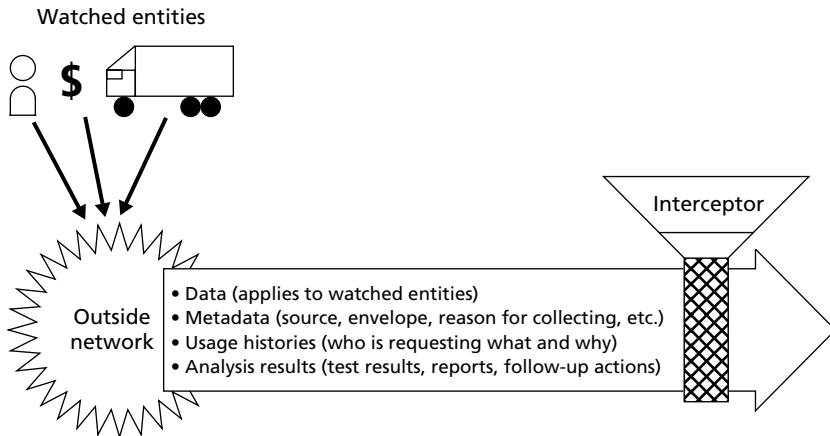 Watched entities
$
Interceptor
Outside
network
• Data (applies to watched entities)
• Metadata (source, envelope, reason for collecting, etc.)
• Usage histories (who is requesting what and why)
• Analysis results (test results, reports, follow-up actions)